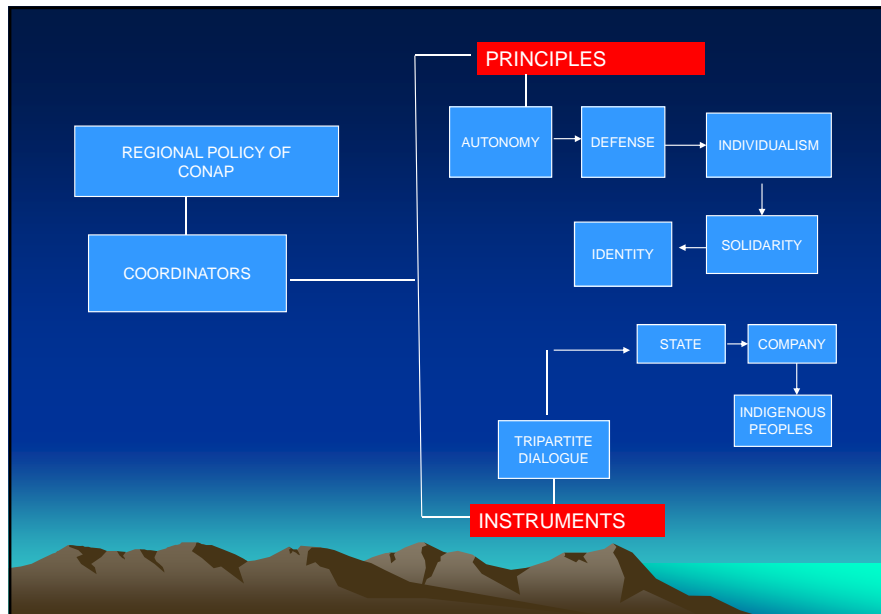 PRINCIPLES
AUTONOMY
DEFENSE
INDIVIDUALISM
REGIONAL POLICY OF
CONAP
SOLIDARITY
IDENTITY
COORDINATORS
STATE
COMPANY
INDIGENOUS
PEOPLES
TRIPARTITE
DIALOGUE
INSTRUMENTS